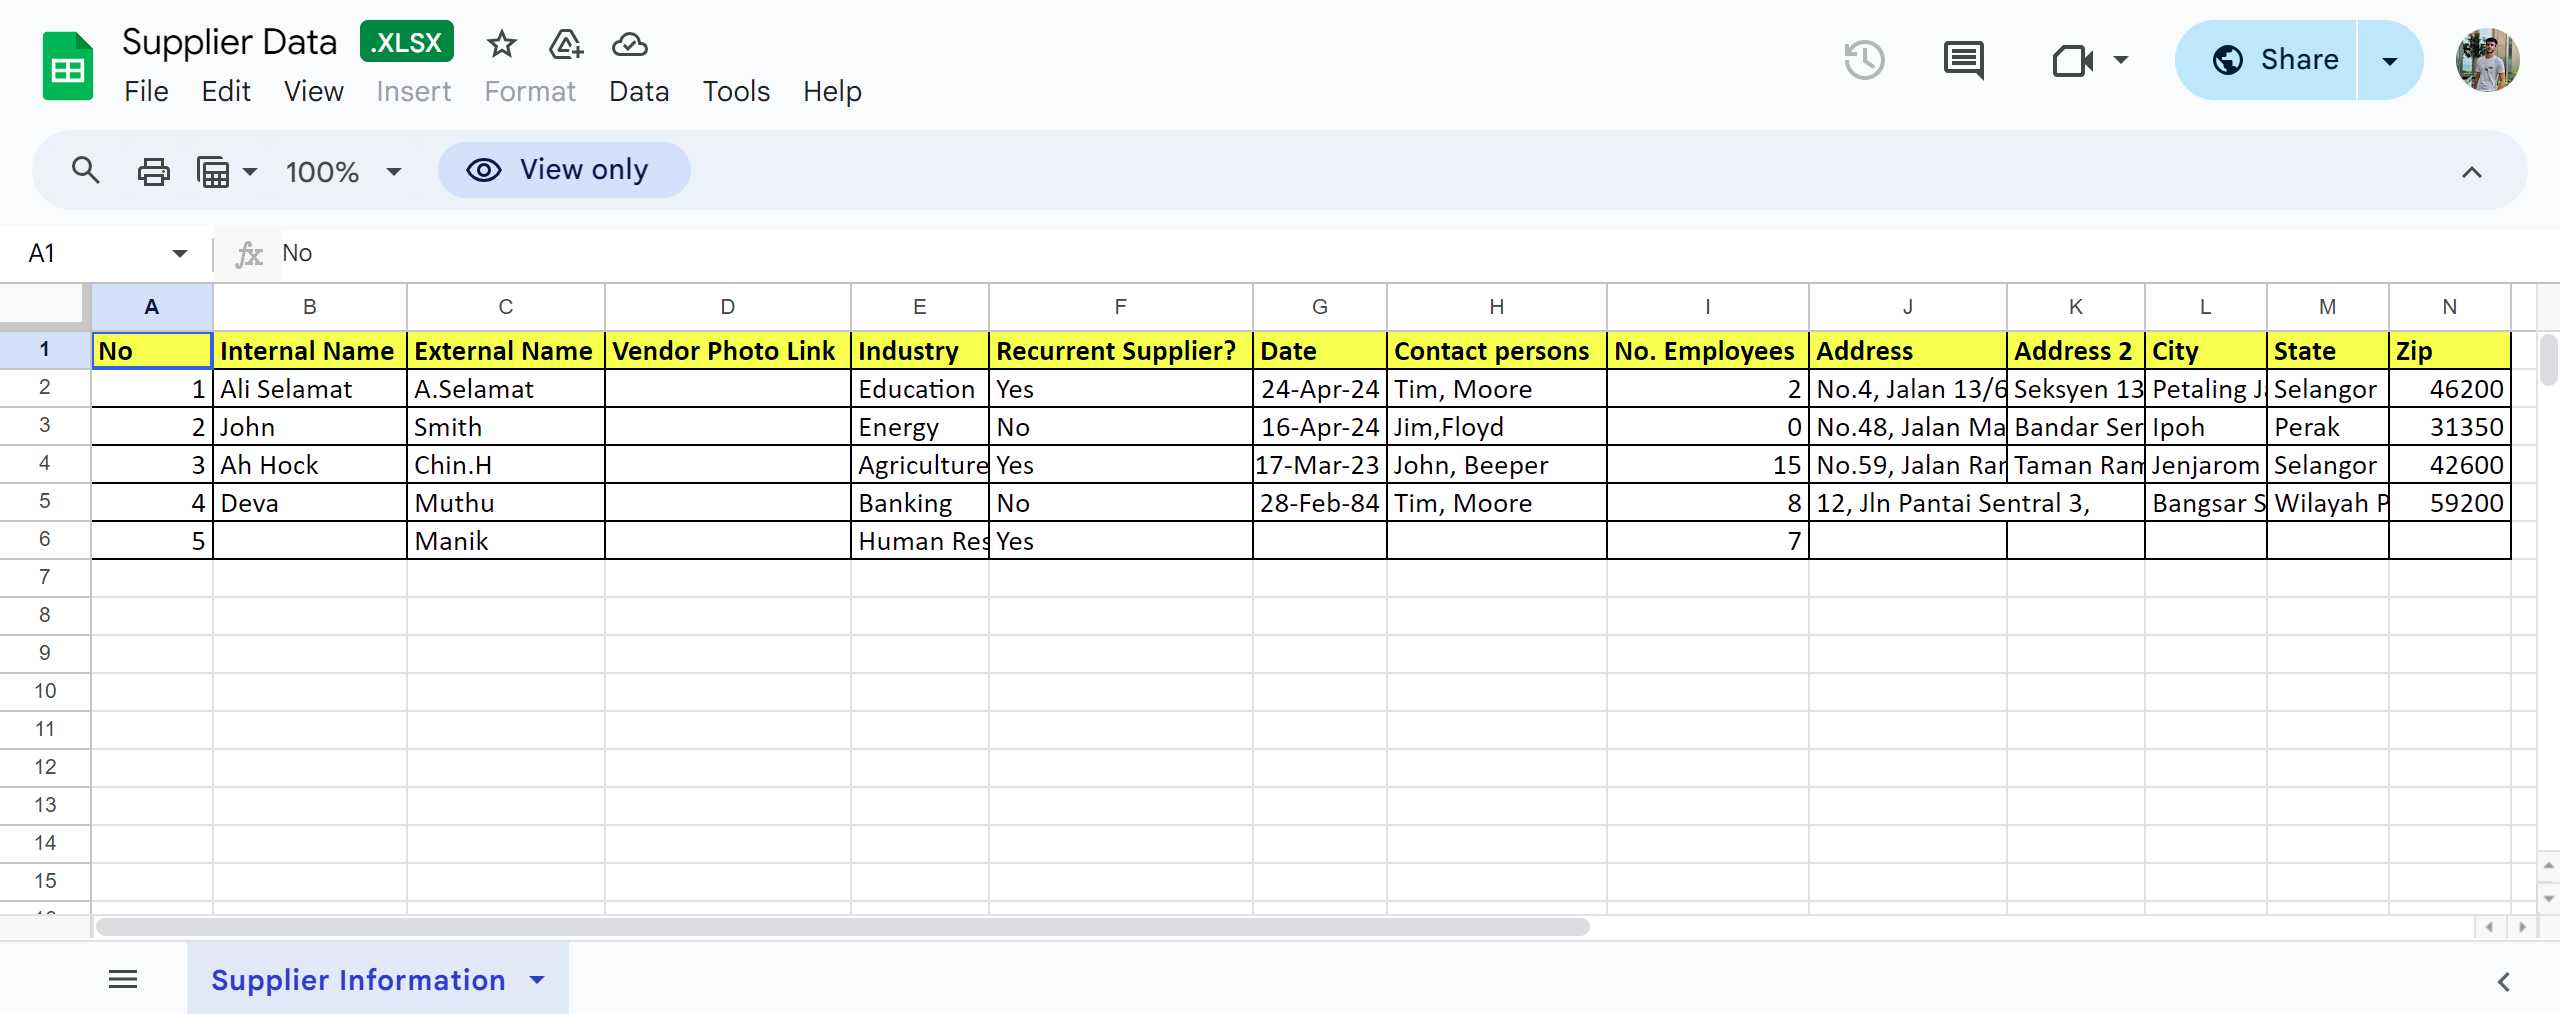 Supplier Data .XLSX
File Edit View Insert Format Data Tools Help
Share
100% View only
A1 fx No
A B C D E F G H I J K L M N
1 No Internal Name External Name Vendor Photo Link Industry Recurrent Supplier? Date Contact persons No. Employees Address Address 2 City State Zip
2 1 Ali Selamat A.Selamat Education Yes 24-Apr-24 Tim, Moore 2 No.4, Jalan 13/6 Seksyen 13 Petaling Selangor 46200
3 2 John Smith Energy No 16-Apr-24 Jim,Floyd 0 No.48, Jalan Ma Bandar Ser Ipoh Perak 31350
4 3 Ah Hock Chin.H Agriculture Yes 17-Mar-23 John, Beeper 15 No.59, Jalan Taman Jenjarom Selangor 42600
5 4 Deva Muthu Banking No 28-Feb-84 Tim, Moore 8 12, Jln Pantai Sentral 3, Bangsar S Wilayah P 59200
6 5 Manik Human Res Yes 7
7
8
9
10
11
12
13
14
15
Supplier Information